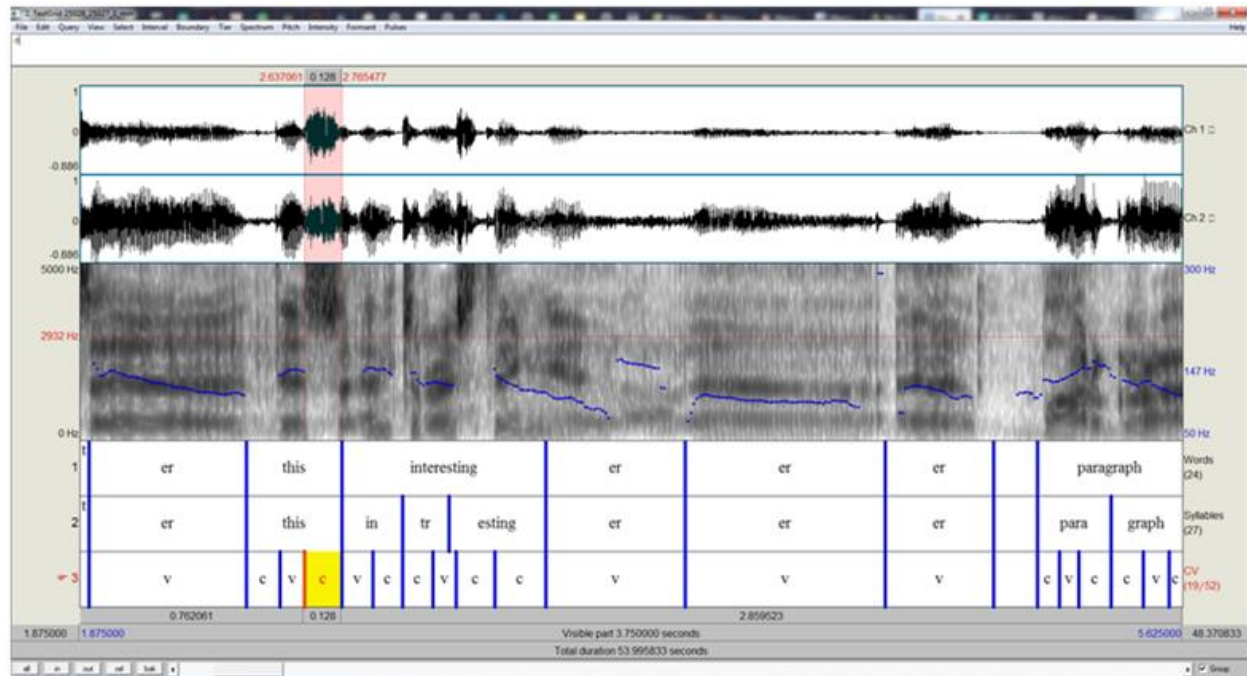 2. TextGrid 25028_25027_L_mm
File Edit Query View Select Interval Boundary Tier Spectrum Pitch Intensity Formant Pulses Help
c
2.637061 0.128 2.765477
1
0 Ch 1
-0.886
1
0 Ch 2
-0.886
5000 Hz 300 Hz
2932 Hz
147 Hz
0 Hz 50 Hz
1 t er this interesting er er er paragraph Words (24)
2 t er this in tr esting er er er para graph Syllables (27)
3 v c v c v c c v c c v v v c v c c v c CV (19/52)
0.762061 0.128 2.859523
1.875000 1.875000 Visible part 3.750000 seconds 5.625000 48.370833
Total duration 53.995833 seconds
all in out sel bak Group